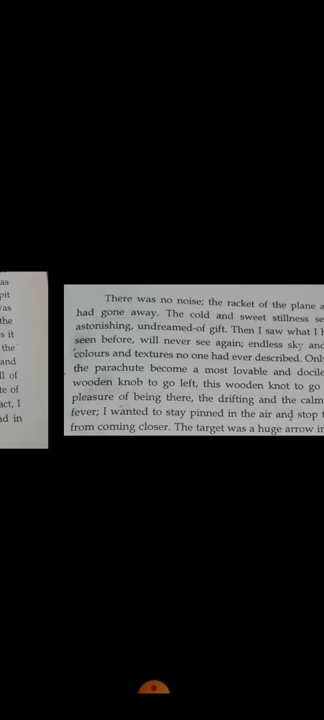 as
pit
vas
the
s it
the
and
ll of
te of
act, I
nd in
There was no noise; the racket of the plane a
had gone away. The cold and sweet stillness se
astonishing, undreamed-of gift. Then I saw what I h
seen before, will never see again; endless sky and
colours and textures no one had ever described. Only
the parachute become a most lovable and docile
wooden knob to go left, this wooden knot to go
pleasure of being there, the drifting and the calm
fever; I wanted to stay pinned in the air and stop t
from coming closer. The target was a huge arrow in